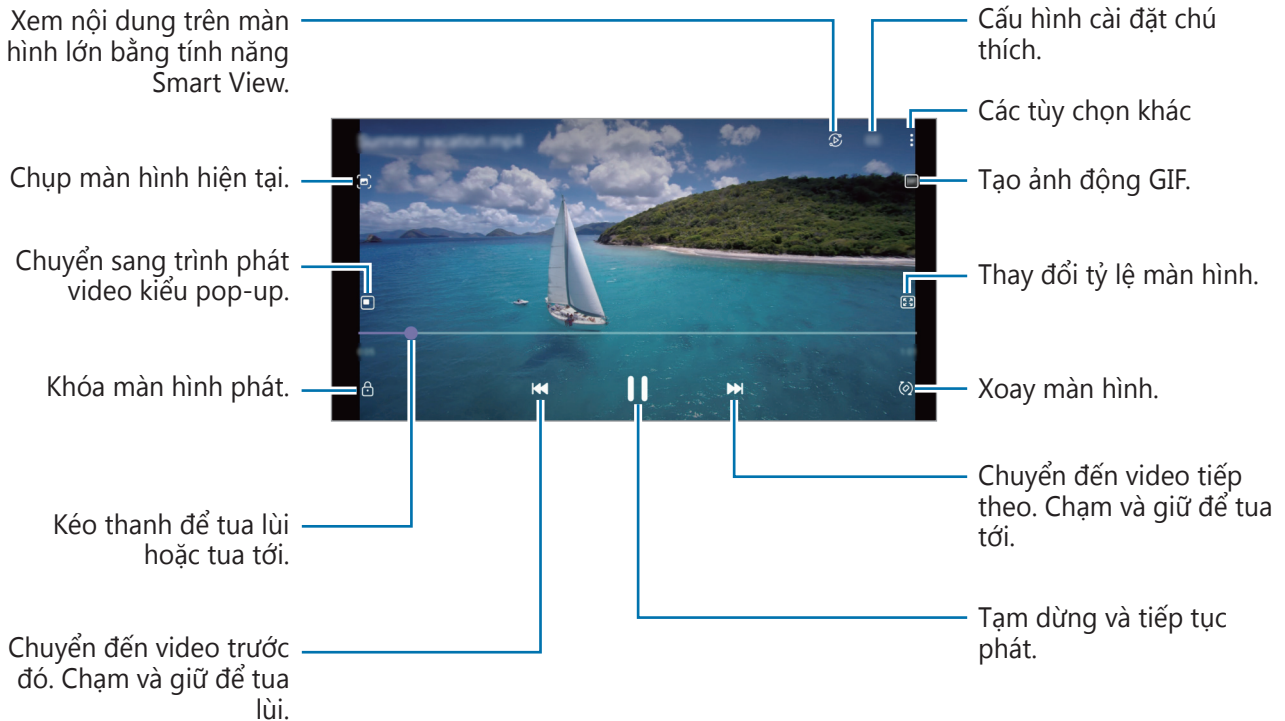 Xem nội dung trên màn
hình lớn bằng tính năng
Smart View.
Chụp màn hình hiện tại.
Chuyển sang trình phát
video kiểu pop-up.
Khóa màn hình phát.
Kéo thanh để tua lùi
hoặc tua tới.
Chuyển đến video trước
đó. Chạm và giữ để tua
lùi.
Cấu hình cài đặt chú
thích.
Các tùy chọn khác
Tạo ảnh động GIF.
Thay đổi tỷ lệ màn hình.
Xoay màn hình.
Chuyển đến video tiếp
theo. Chạm và giữ để tua
tới.
Tạm dừng và tiếp tục
phát.